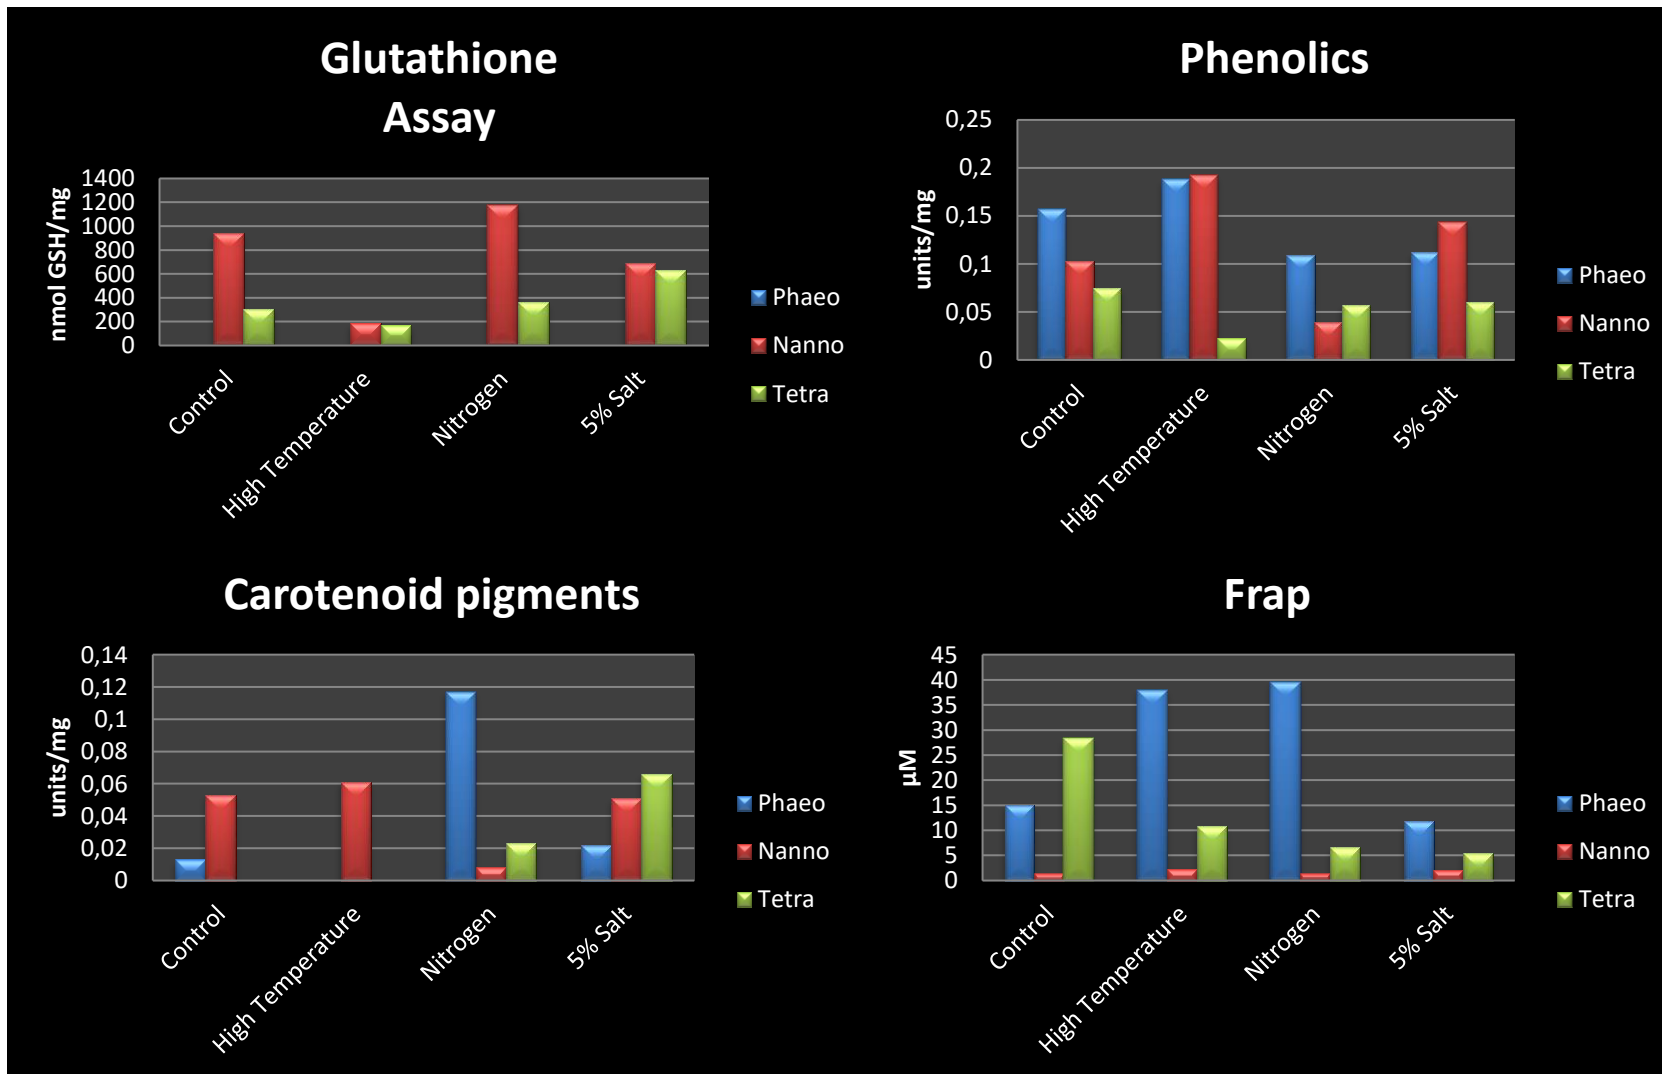 Glutathione
Assay
nmol GSH/mg
1400
1200
1000
800
600
400
200
0
Control
High Temperature
Nitrogen
5% Salt
Phaeo
Nanno
Tetra
Phenolics
units/mg
0,25
0,2
0,15
0,1
0,05
0
Control
High Temperature
Nitrogen
5% Salt
Phaeo
Nanno
Tetra
Carotenoid pigments
units/mg
0,14
0,12
0,1
0,08
0,06
0,04
0,02
0
Control
High Temperature
Nitrogen
5% Salt
Phaeo
Nanno
Tetra
Frap
µM
45
40
35
30
25
20
15
10
5
0
Control
High Temperature
Nitrogen
5% Salt
Phaeo
Nanno
Tetra